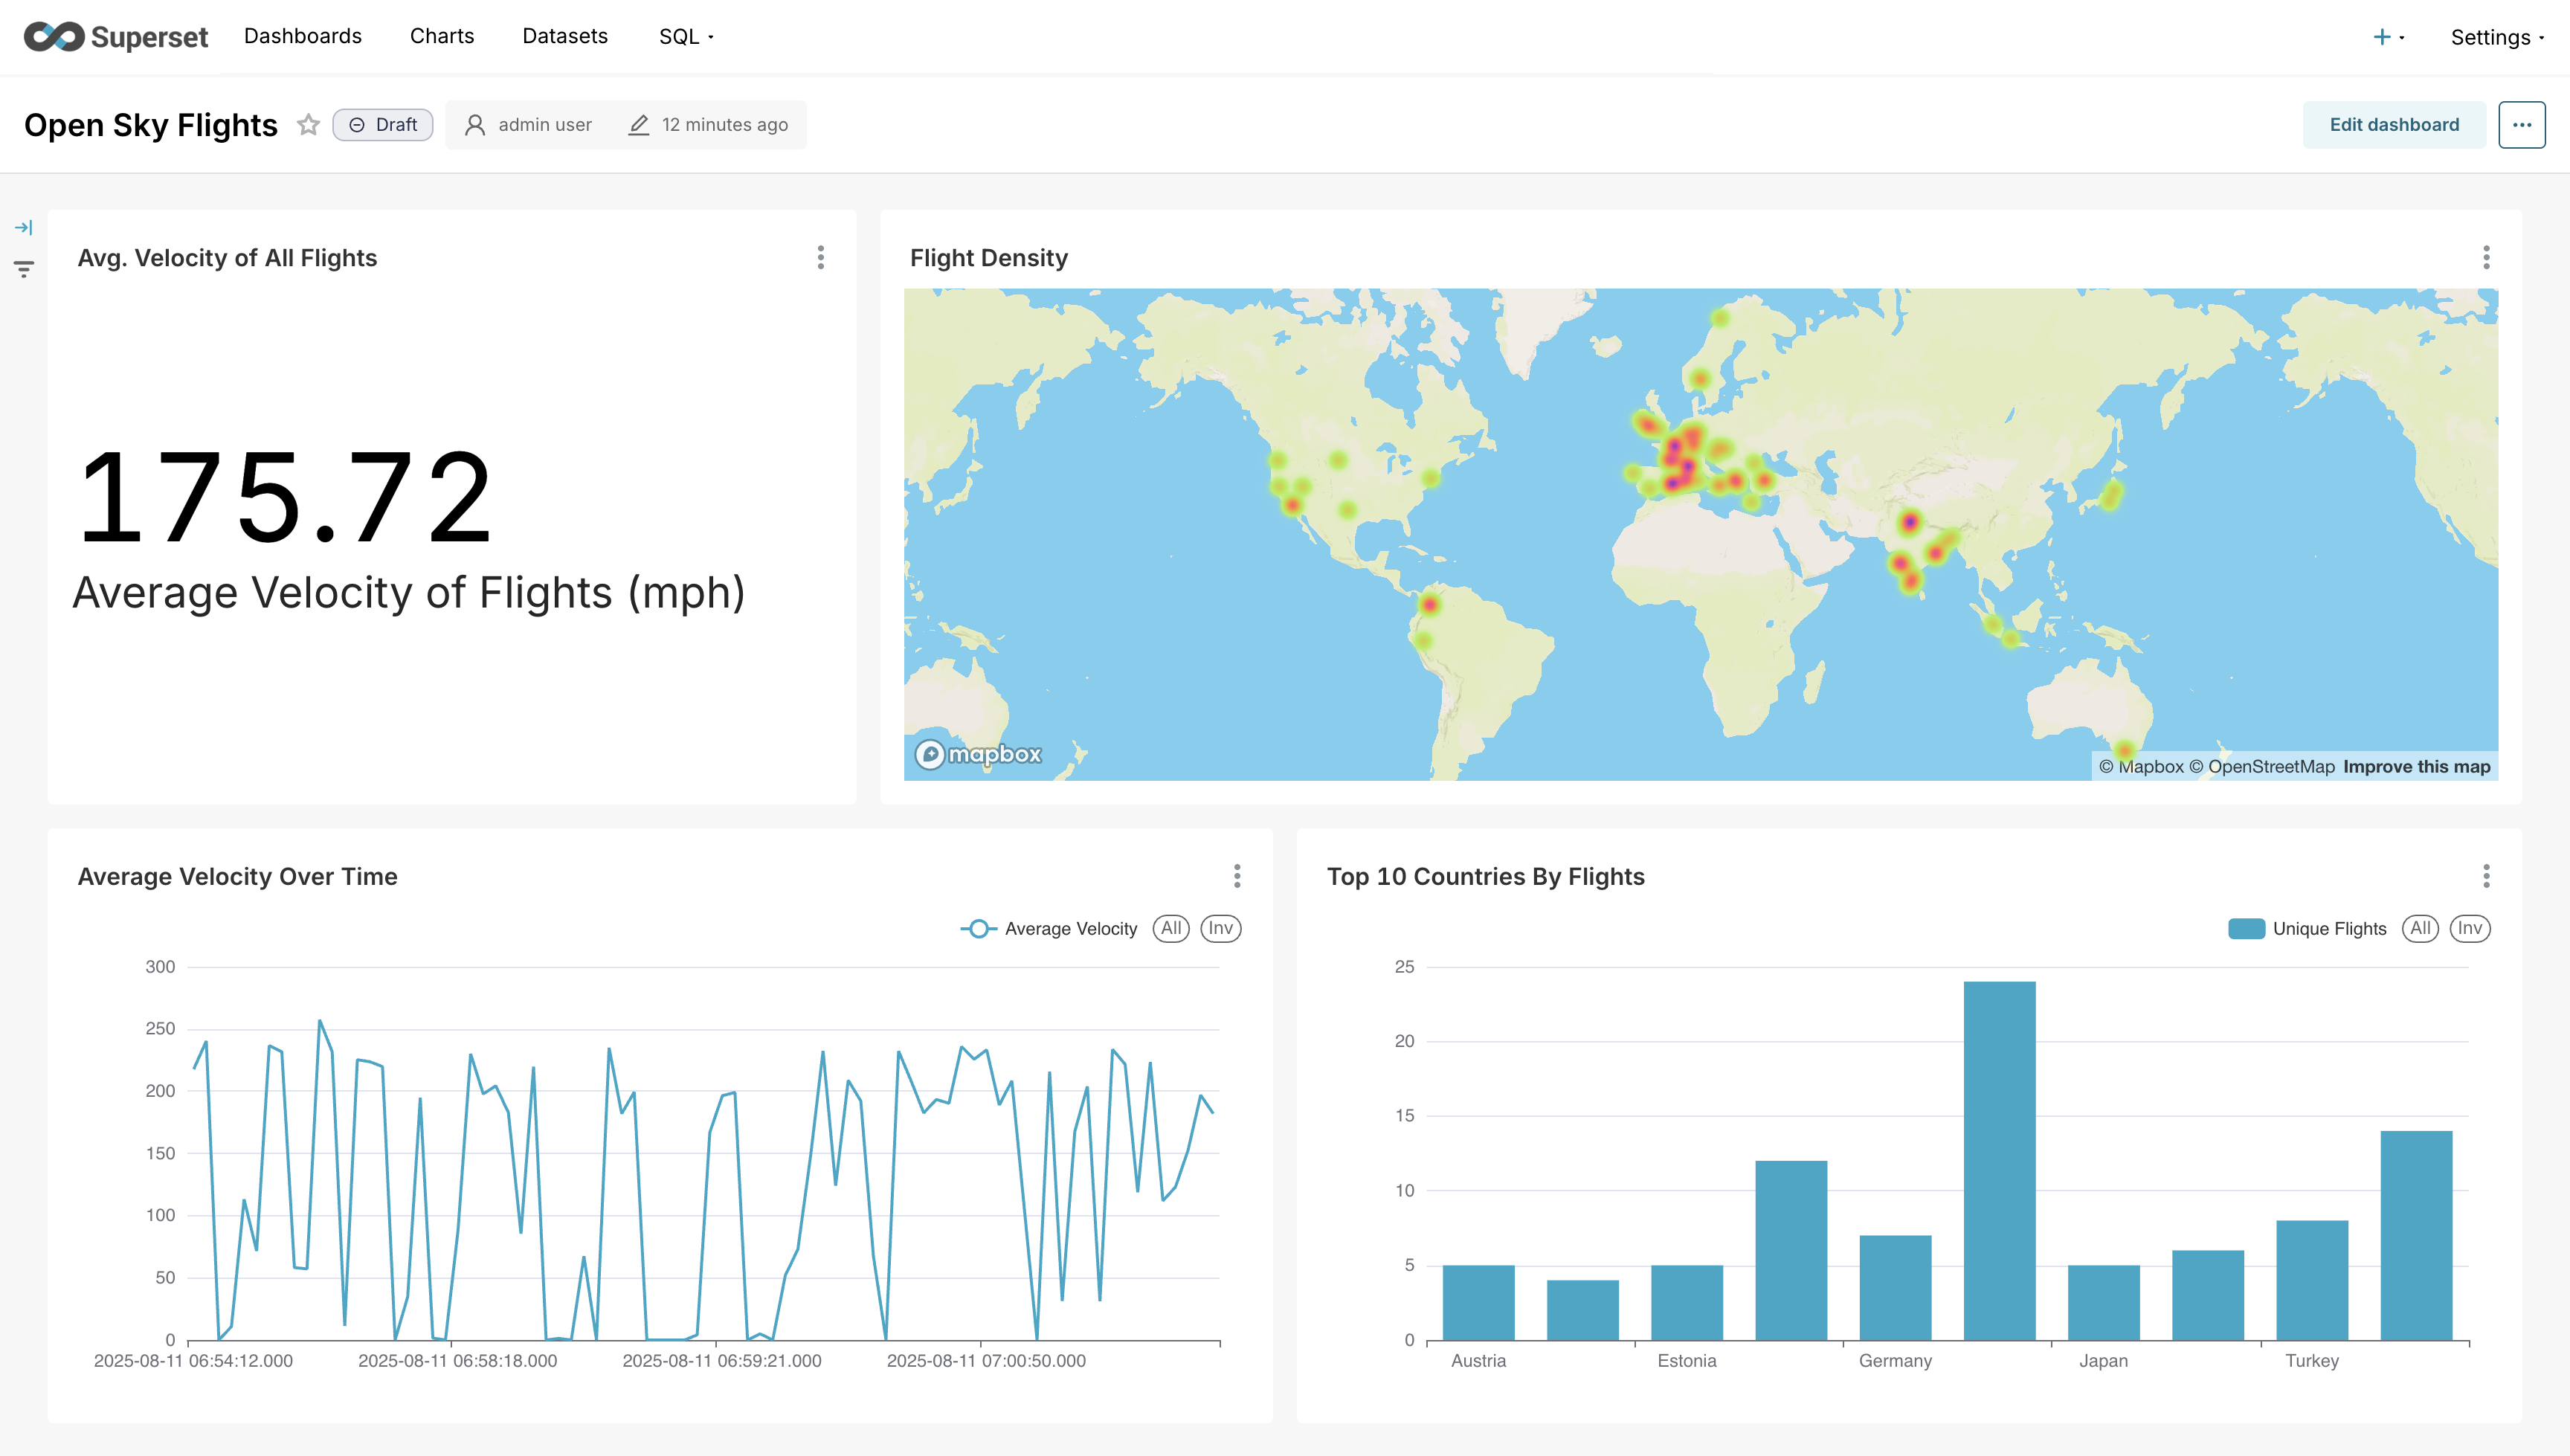 Superset Dashboards Charts Datasets SQL + Settings
Open Sky Flights Draft admin user 12 minutes ago Edit dashboard ...
Avg. Velocity of All Flights
175.72
Average Velocity of Flights (mph)
Flight Density
mapbox
© Mapbox © OpenStreetMap Improve this map
Average Velocity Over Time
Average Velocity All Inv
300
250
200
150
100
50
0
2025-08-11 06:54:12.000 2025-08-11 06:58:18.000 2025-08-11 06:59:21.000 2025-08-11 07:00:50.000
Top 10 Countries By Flights
Unique Flights All Inv
25
20
15
10
5
0
Austria Estonia Germany Japan Turkey